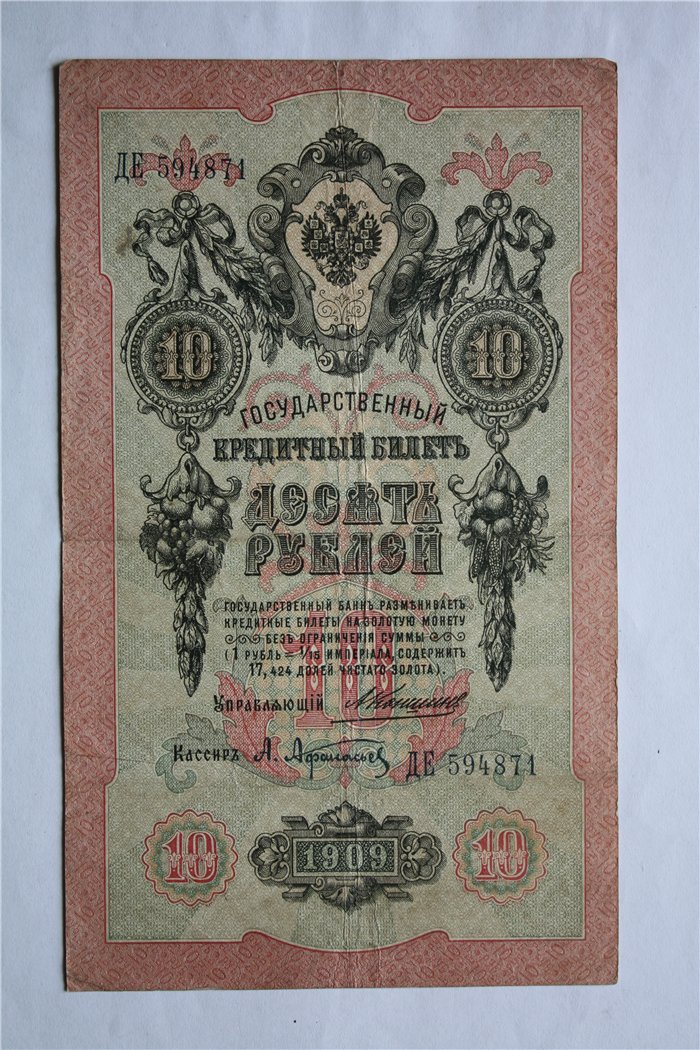 ДЕ 594871
10 10
ГОСУДАРСТВЕННЫЙ
КРЕДИТНЫЙ БИЛЕТЪ
ДЕСЯТЬ
РУБЛЕЙ
ГОСУДАРСТВЕННЫЙ БАНКЪ РАЗМѢНИВАЕТЪ
КРЕДИТНЫЕ БИЛЕТЫ НА ЗОЛОТУЮ МОНЕТУ
БЕЗЪ ОГРАНИЧЕНІЯ СУММЫ
(1 РУБЛЬ = 1/15 ИМПЕРІАЛА, СОДЕРЖИТЪ
17,424 ДОЛЕЙ ЧИСТАГО ЗОЛОТА).
10
УПРАВЛЯЮЩІЙ
КАССИРЪ А. Афанасьев
ДЕ 594871
10 1909 10